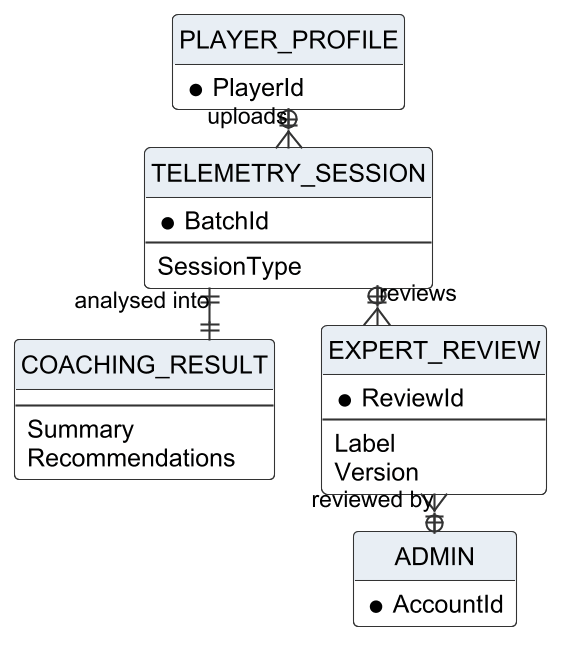 PLAYER_PROFILE
PlayerId
uploads
TELEMETRY_SESSION
BatchId
SessionType
analysed into
reviews
COACHING_RESULT
Summary
Recommendations
EXPERT_REVIEW
ReviewId
Label
Version
reviewed by
ADMIN
AccountId